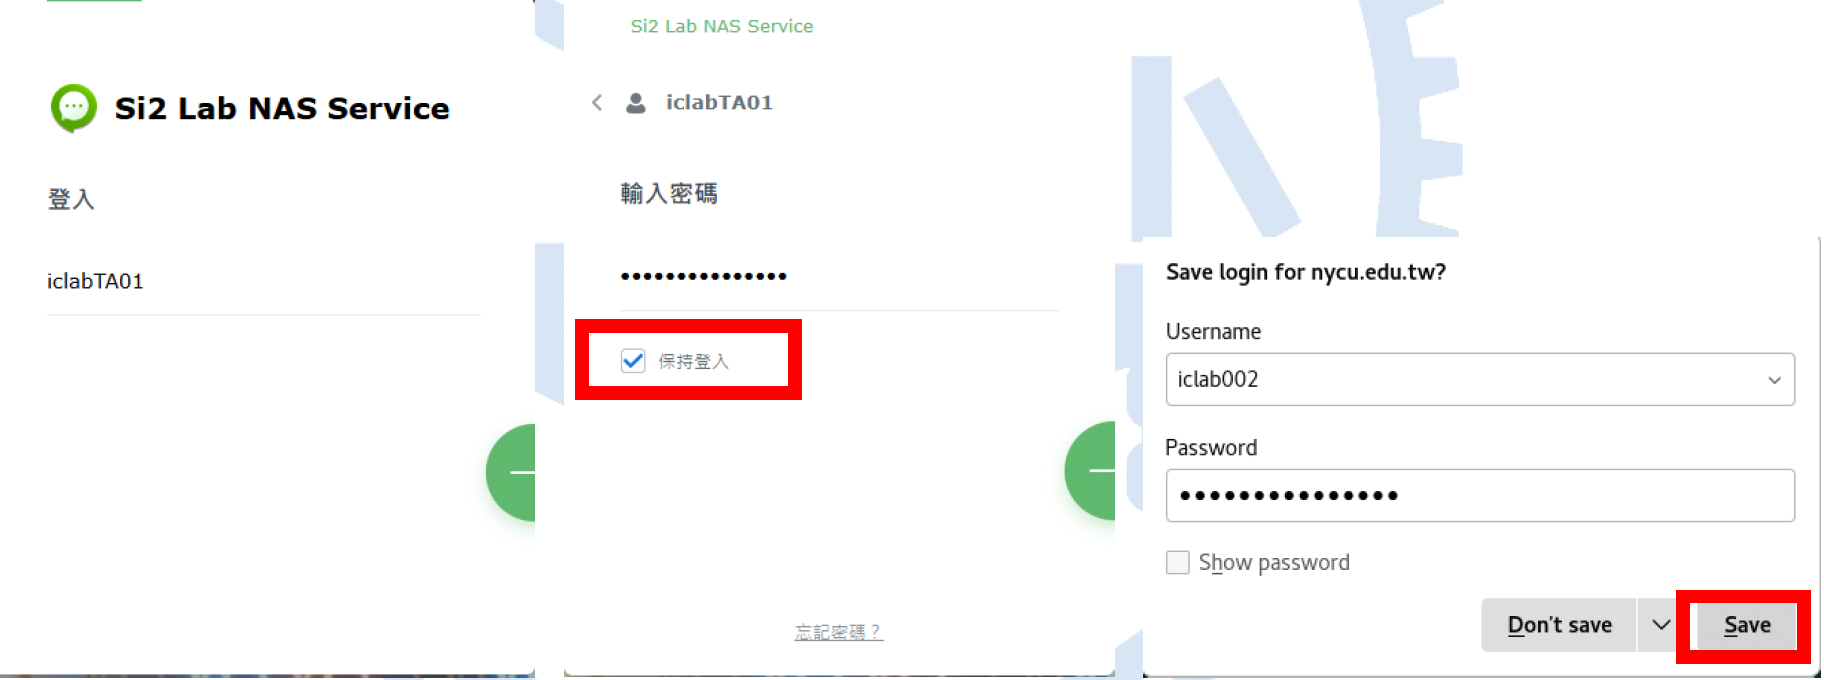 Si2 Lab NAS Service
登入
iclabTA01
Si2 Lab NAS Service
iclabTA01
輸入密碼
•••••••••••••••
保持登入
忘記密碼？
Save login for nycu.edu.tw?
Username
iclab002
Password
•••••••••••••••
Show password
Don't save
Save